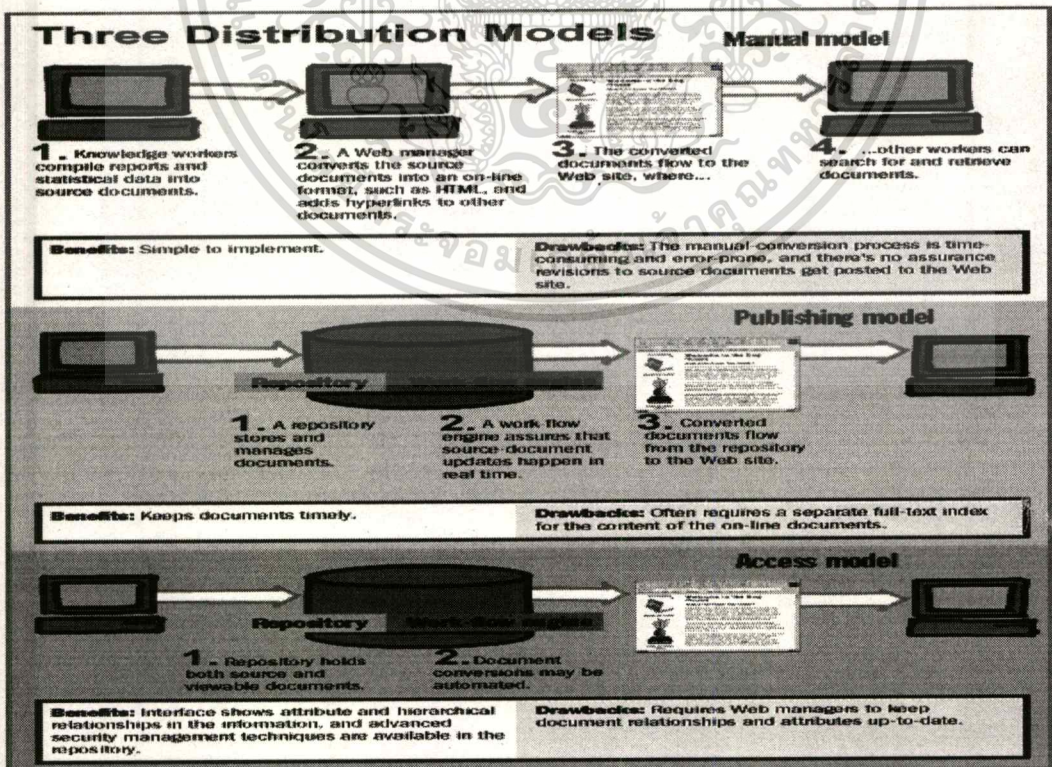 Three Distribution Models
Manual model
1. Knowledge workers
compile reports and
statistical data into
source documents.
2. A Web manager
converts the source
documents into an on-line
format, such as HTML, and
adds hyperlinks to other
documents.
3. The converted
documents flow to the
Web site, where...
4. ...other workers can
search for and retrieve
documents.
Benefits: Simple to implement.
Drawbacks: The manual-conversion process is time-
consuming and error-prone, and there's no assurance
revisions to source documents get posted to the Web
site.
Publishing model
Repository
1. A repository
stores and
manages
documents.
2. A work flow
engine assures that
source-document
updates happen in
real time.
3. Converted
documents flow
from the repository
to the Web site.
Benefits: Keeps documents timely.
Drawbacks: Often requires a separate full-text index
for the content of the on-line documents.
Access model
Repository
1. Repository holds
both source and
viewable documents.
2. Document
conversions may be
automated.
Benefits: Interface shows attribute and hierarchical
relationships in the information, and advanced
security management techniques are available in the
repository.
Drawbacks: Requires Web managers to keep
document relationships and attributes up-to-date.